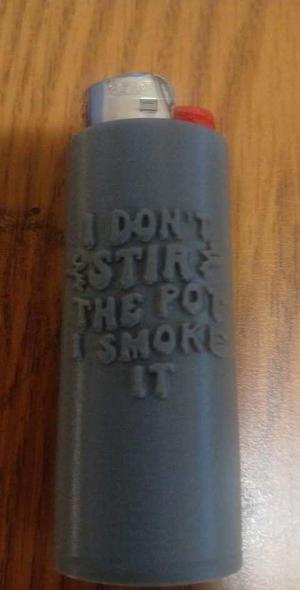 I DON'T
STIR
THE POT
I SMOKE
IT